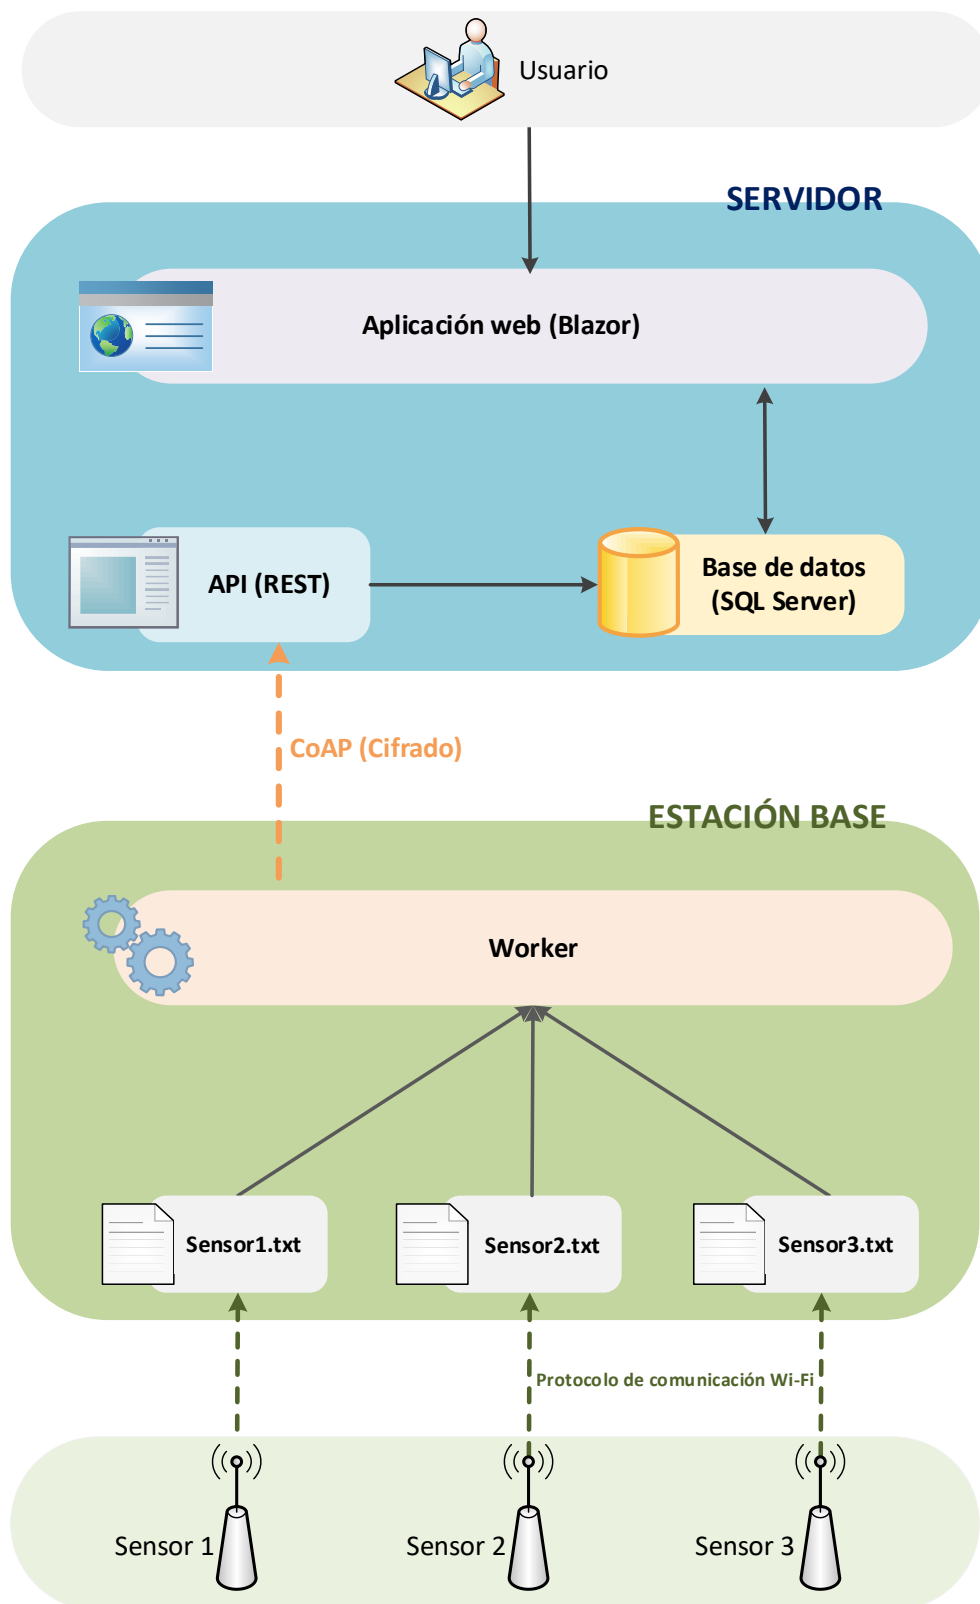 Usuario
SERVIDOR
Aplicación web (Blazor)
API (REST)
Base de datos
(SQL Server)
CoAP (Cifrado)
ESTACIÓN BASE
Worker
Sensor1.txt
Sensor2.txt
Sensor3.txt
Protocolo de comunicación Wi-Fi
Sensor 1
Sensor 2
Sensor 3